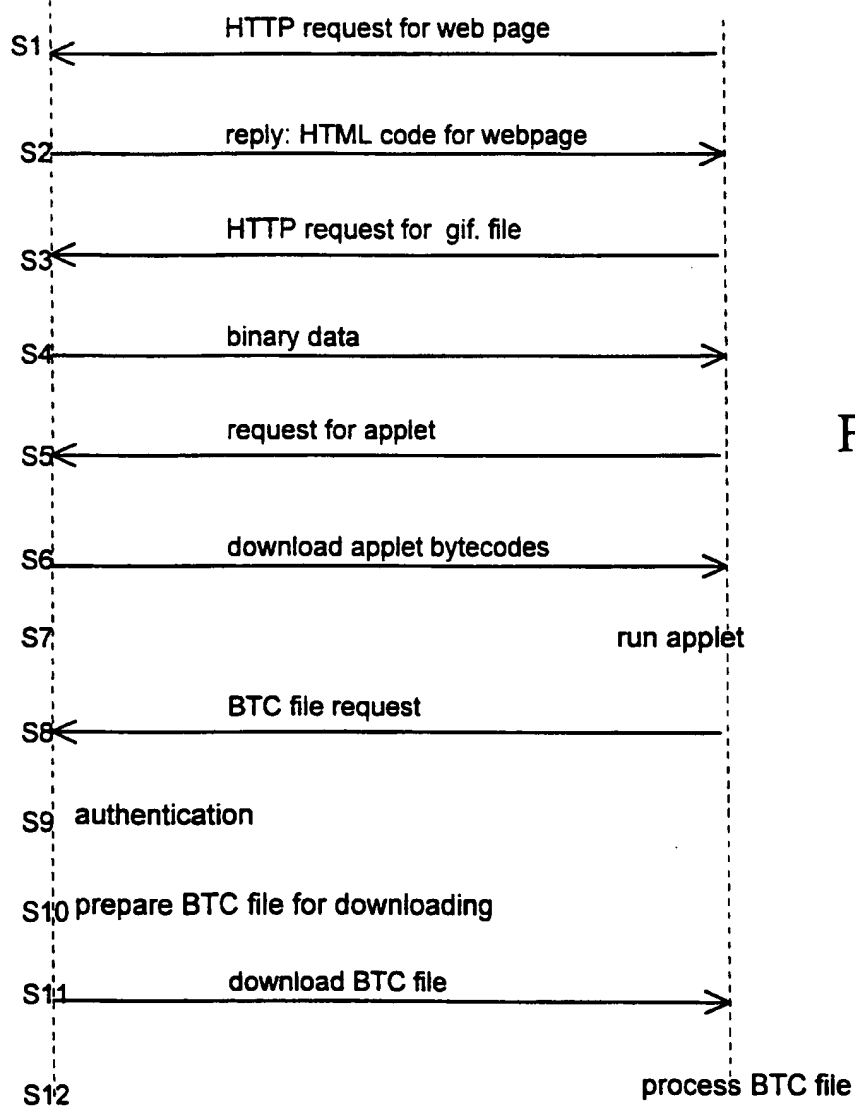 S1 HTTP request for web page
S2 reply: HTML code for webpage
S3 HTTP request for gif. file
S4 binary data
S5 request for applet
S6 download applet bytecodes
F
S7 run applet
S8 BTC file request
S9 authentication
S10 prepare BTC file for downloading
S11 download BTC file
S12 process BTC file